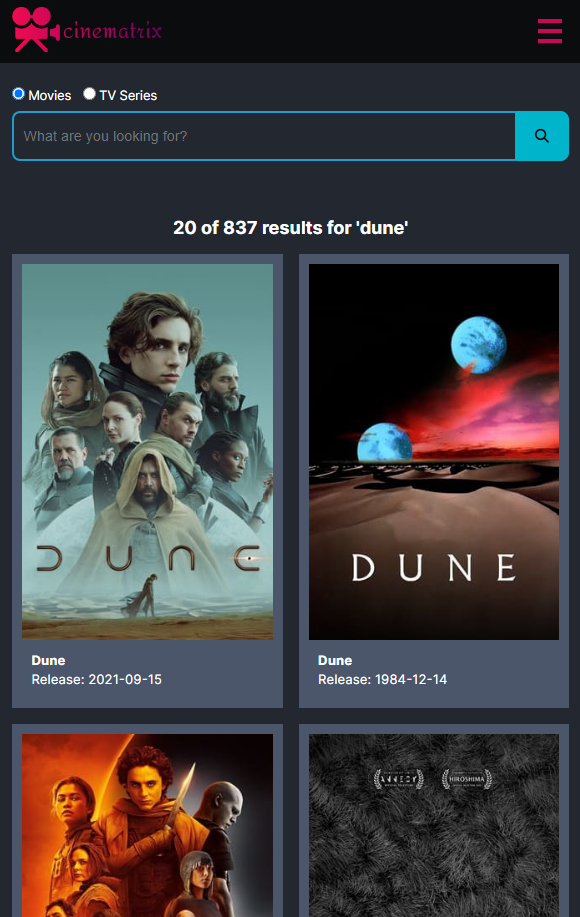 cinematrix
Movies TV Series
What are you looking for?
20 of 837 results for 'dune'
DUNE
DUNE
Dune
Release: 2021-09-15
Dune
Release: 1984-12-14
ANNECY
HIROSHIMA